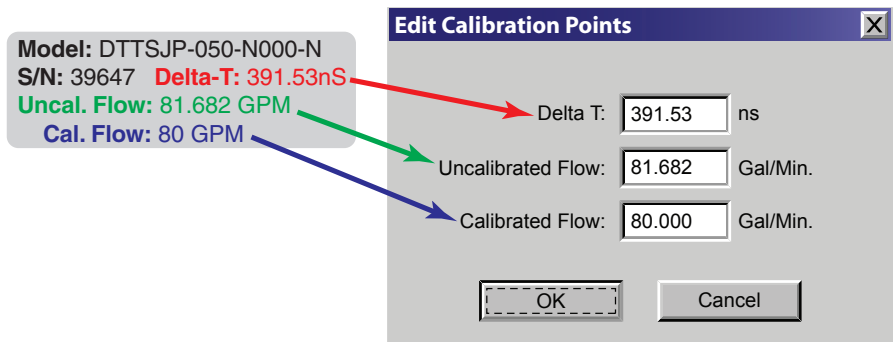 Model: DTTSJP-050-N000-N
S/N: 39647 Delta-T: 391.53nS
Uncal. Flow: 81.682 GPM
Cal. Flow: 80 GPM
Edit Calibration Points X
Delta T: 391.53 ns
Uncalibrated Flow: 81.682 Gal/Min.
Calibrated Flow: 80.000 Gal/Min.
OK Cancel